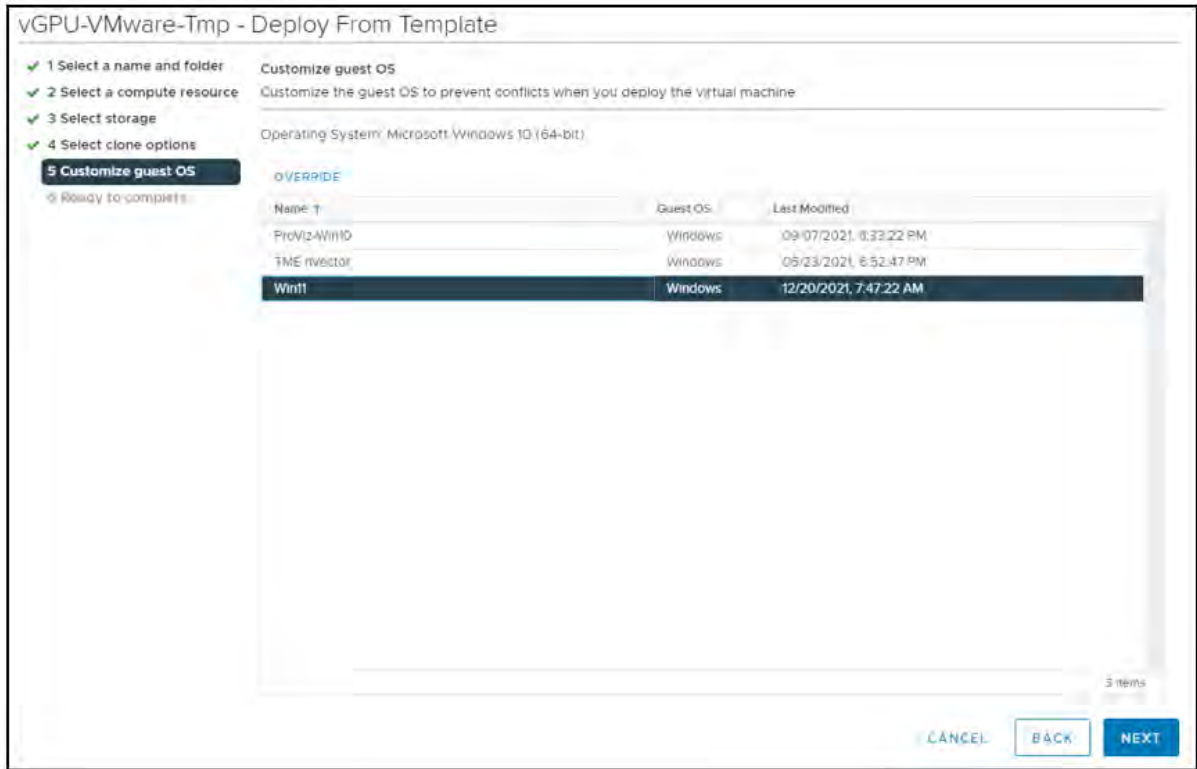 vGPU-VMware-Tmp - Deploy From Template
1 Select a name and folder
2 Select a compute resource
3 Select storage
4 Select clone options
5 Customize guest OS
6 Ready to complete
Customize guest OS
Customize the guest OS to prevent conflicts when you deploy the virtual machine
Operating System: Microsoft Windows 10 (64-bit)
OVERRIDE
Name ↑ Guest OS Last Modified
ProViz-Win10 Windows 09/07/2021, 6:33:22 PM
TME nvector Windows 6:52:47 PM
Win11 Windows 12/20/2021, 7:47:22 AM
3 items
CANCEL BACK NEXT